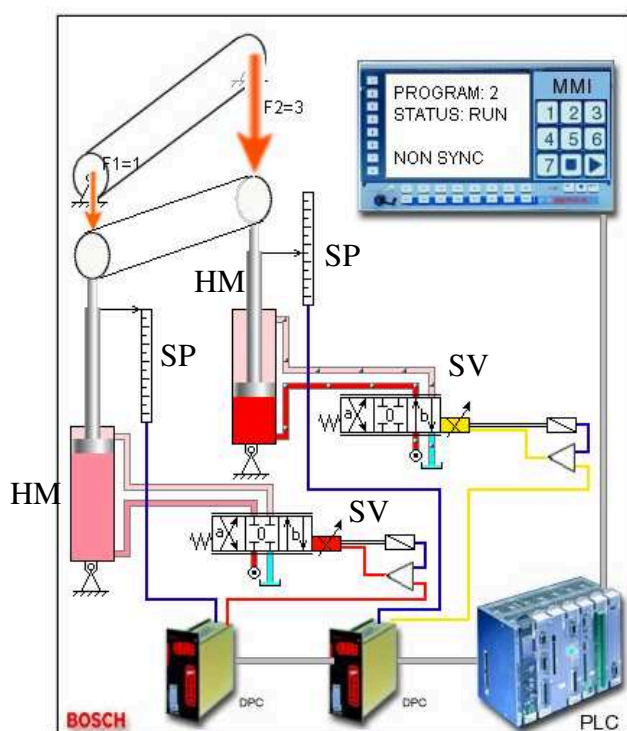 F2=3
F1=1
PROGRAM: 2
STATUS: RUN
NON SYNC
MMI
1 2 3
4 5 6
7
HM
SP
SP
SV
a 0 b
HM
SV
a 0 b
DPC
DPC
BOSCH
PLC